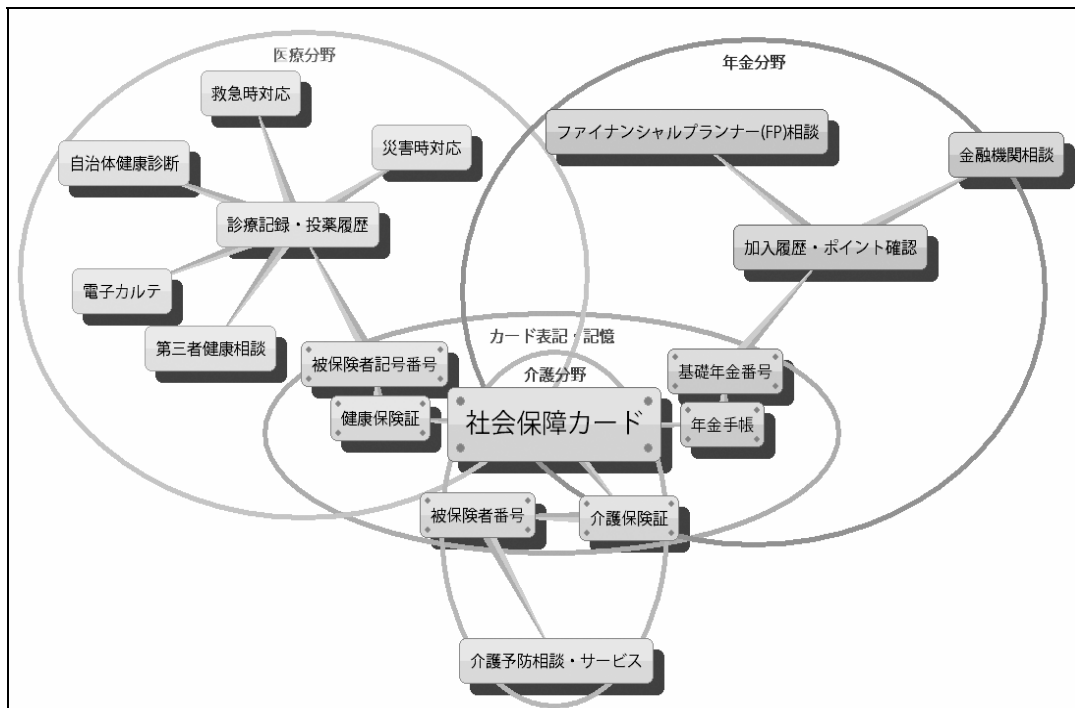 医療分野
年金分野
救急時対応
ファイナンシャルプランナー(FP)相談
災害時対応
金融機関相談
自治体健康診断
診療記録・投薬履歴
加入履歴・ポイント確認
電子カルテ
第三者健康相談
カード表記・記憶
被保険者記号番号
基礎年金番号
介護分野
健康保険証
社会保障カード
年金手帳
被保険者番号
介護保険証
介護予防相談・サービス